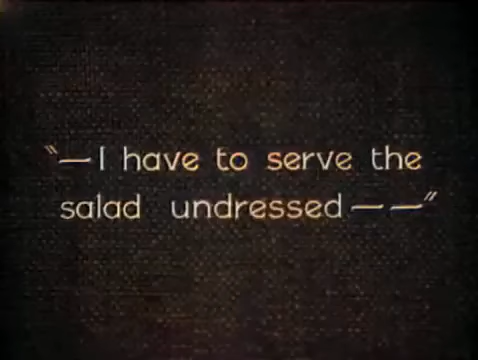 "—I have to serve the
salad undressed — —"